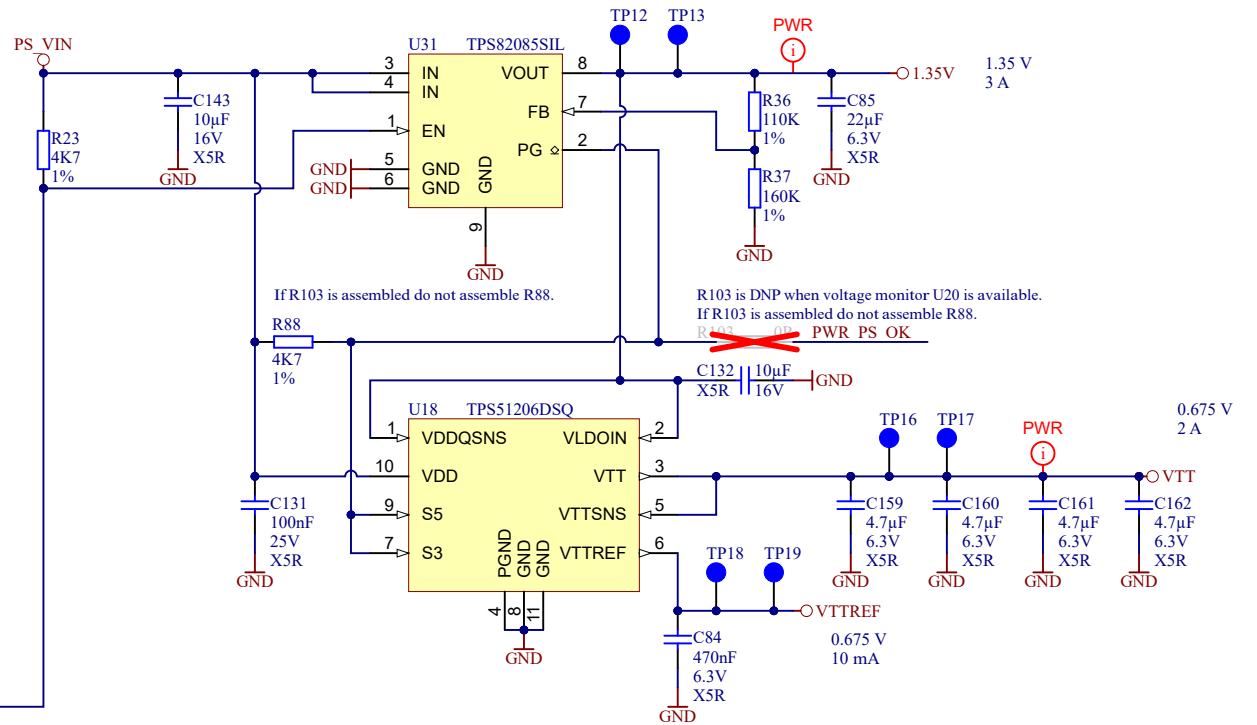 TP12
TP13
PWR
i
PS_VIN
U31
TPS82085SIL
3
IN
4
IN
1
EN
5
GND
6
GND
GND
GND
GND
9
GND
VOUT
8
FB
7
PG
2
1.35V
1.35 V
3 A
C143
10µF
16V
X5R
GND
R23
4K7
1%
R36
110K
1%
C85
22µF
6.3V
X5R
GND
R37
160K
1%
GND
If R103 is assembled do not assemble R88.
R103 is DNP when voltage monitor U20 is available.
If R103 is assembled do not assemble R88.
R88
4K7
1%
R103
0R
PWR_PS_OK
C132
X5R
10µF
16V
GND
U18
TPS51206DSQ
1
VDDQSNS
10
VDD
9
S5
7
S3
VLDOIN
2
VTT
3
VTTSNS
5
VTTREF
6
PGND
GND
GND
4
8
11
GND
C131
100nF
25V
X5R
GND
TP16
TP17
PWR
i
0.675 V
2 A
VTT
C159
4.7µF
6.3V
X5R
GND
C160
4.7µF
6.3V
X5R
GND
C161
4.7µF
6.3V
X5R
GND
C162
4.7µF
6.3V
X5R
GND
TP18
TP19
VTTREF
0.675 V
10 mA
C84
470nF
6.3V
X5R
GND